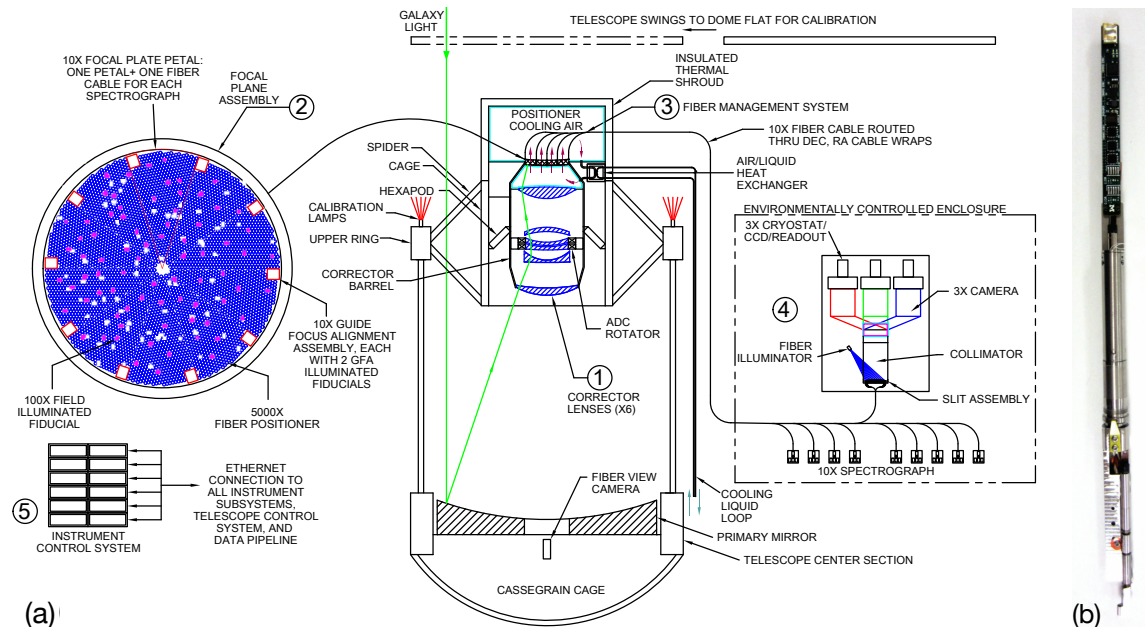 GALAXY
LIGHT
TELESCOPE SWINGS TO DOME FLAT FOR CALIBRATION
10X FOCAL PLATE PETAL:
ONE PETAL+ ONE FIBER
CABLE FOR EACH
SPECTROGRAPH
FOCAL
PLANE
ASSEMBLY
2
INSULATED
THERMAL
SHROUD
POSITIONER
COOLING AIR
3
FIBER MANAGEMENT SYSTEM
10X FIBER CABLE ROUTED
THRU DEC, RA CABLE WRAPS
SPIDER
CAGE
HEXAPOD
CALIBRATION
LAMPS
UPPER RING
CORRECTOR
BARREL
AIR/LIQUID
HEAT
EXCHANGER
ADC
ROTATOR
1
CORRECTOR
LENSES (X6)
10X GUIDE
FOCUS ALIGNMENT
ASSEMBLY, EACH
WITH 2 GFA
ILLUMINATED
FIDUCIALS
100X FIELD
ILLUMINATED
FIDUCIAL
5000X
FIBER POSITIONER
ENVIRONMENTALLY CONTROLLED ENCLOSURE
3X CRYOSTAT/
CCD/READOUT
4
3X CAMERA
FIBER
ILLUMINATOR
COLLIMATOR
SLIT ASSEMBLY
10X SPECTROGRAPH
5
INSTRUMENT
CONTROL SYSTEM
ETHERNET
CONNECTION TO
ALL INSTRUMENT
SUBSYSTEMS,
TELESCOPE CONTROL
SYSTEM, AND
DATA PIPELINE
FIBER VIEW
CAMERA
COOLING
LIQUID
LOOP
PRIMARY MIRROR
TELESCOPE CENTER SECTION
CASSEGRAIN CAGE
(a)
(b)